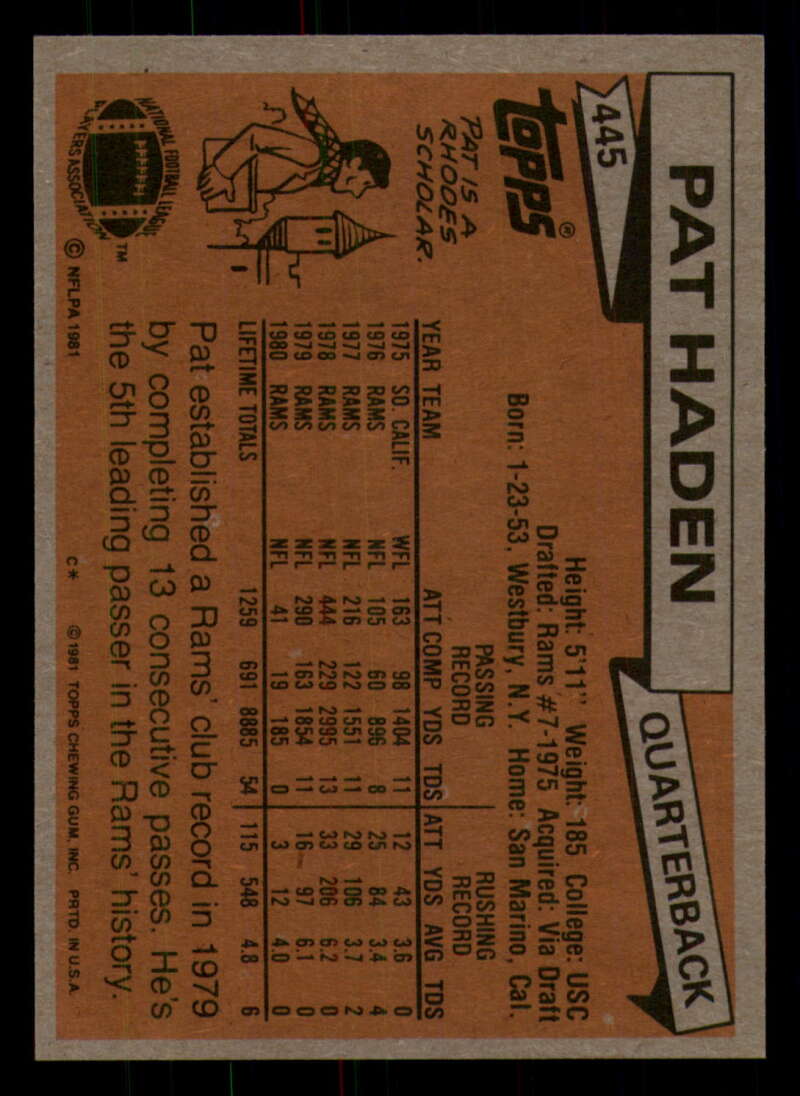 445
PAT HADEN
QUARTERBACK
Topps®
Height: 5'11" Weight: 185 College: USC
Drafted: Rams #7-1975 Acquired: Via Draft
Born: 1-23-53, Westbury, N.Y. Home: San Marino, Cal.
PAT IS A
RHODES
SCHOLAR.
PASSING RUSHING
RECORD RECORD
YEAR TEAM ATT COMP YDS TDS ATT YDS AVG TDS
1975 SO. CALIF. WFL 163 98 1404 11 12 43 3.6 0
1976 RAMS NFL 105 60 896 8 25 84 3.4 4
1977 RAMS NFL 216 122 1551 11 29 106 3.7 2
1978 RAMS NFL 444 229 2995 13 33 206 6.2 0
1979 RAMS NFL 290 163 1854 11 16 97 6.1 0
1980 RAMS NFL 41 19 185 0 3 12 4.0 0
LIFETIME TOTALS 1259 691 8885 54 115 548 4.8 6
Pat established a Rams' club record in 1979
by completing 13 consecutive passes. He's
the 5th leading passer in the Rams' history.
NATIONAL FOOTBALL LEAGUE
PLAYERS ASSOCIATION
TM
© NFLPA 1981
C* © 1981 TOPPS CHEWING GUM, INC. PRTD. IN U.S.A.